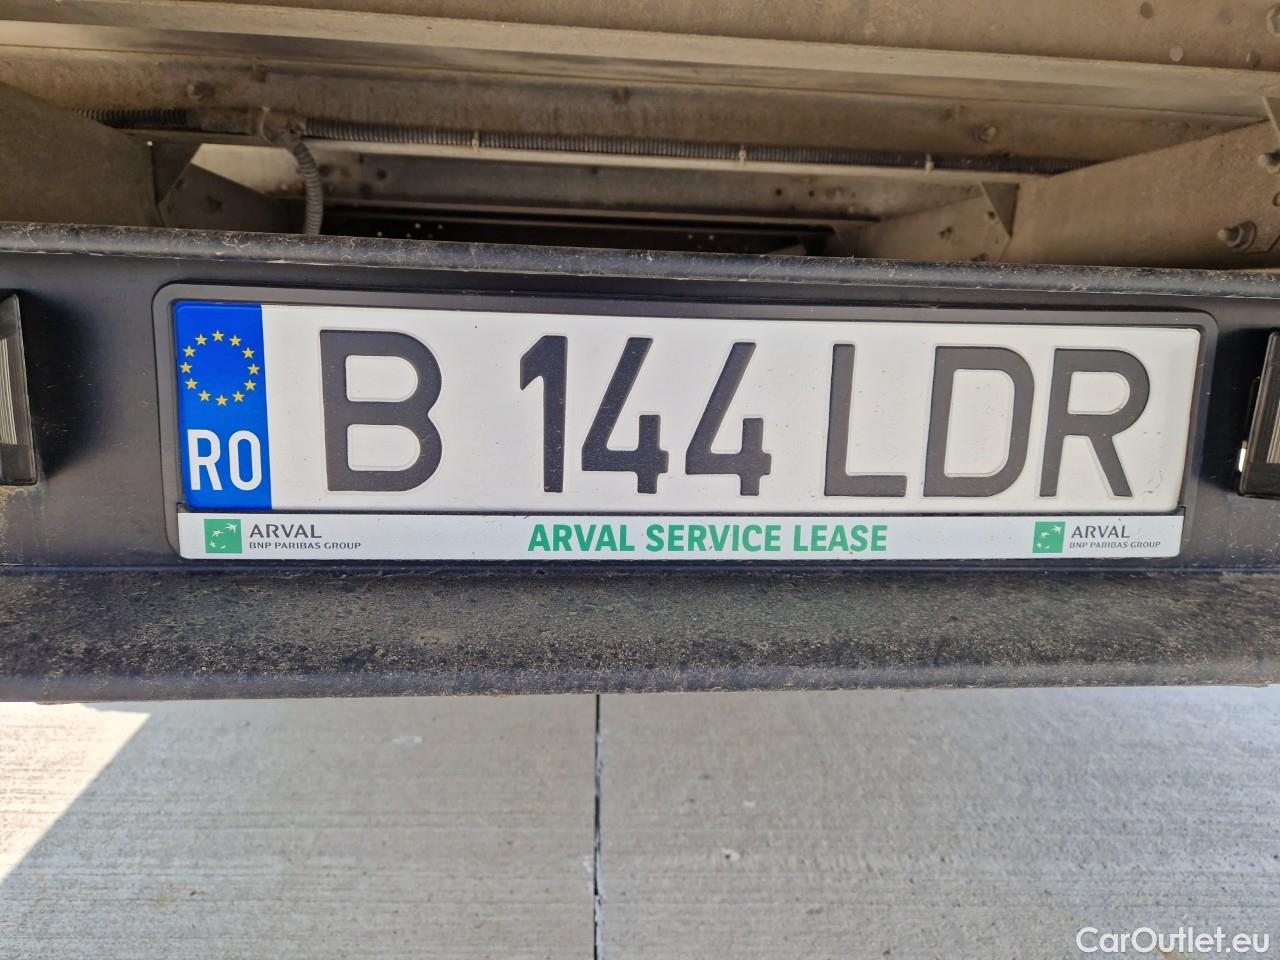 RO
B 144 LDR
ARVAL
BNP PARIBAS GROUP
ARVAL SERVICE LEASE
ARVAL
BNP PARIBAS GROUP
CarOutlet.eu